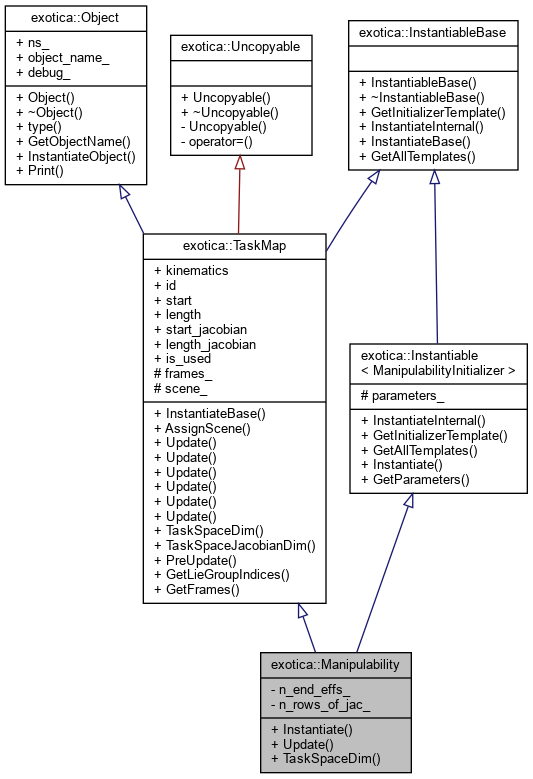 exotica::Object
+ ns_
+ object_name_
+ debug_
+ Object()
+ ~Object()
+ type()
+ GetObjectName()
+ InstantiateObject()
+ Print()
exotica::Uncopyable
+ Uncopyable()
+ ~Uncopyable()
- Uncopyable()
- operator=()
exotica::InstantiableBase
+ InstantiableBase()
+ ~InstantiableBase()
+ GetInitializerTemplate()
+ InstantiateInternal()
+ InstantiateBase()
+ GetAllTemplates()
exotica::TaskMap
+ kinematics
+ id
+ start
+ length
+ start_jacobian
+ length_jacobian
+ is_used
# frames_
# scene_
+ InstantiateBase()
+ AssignScene()
+ Update()
+ Update()
+ Update()
+ Update()
+ Update()
+ Update()
+ TaskSpaceDim()
+ TaskSpaceJacobianDim()
+ PreUpdate()
+ GetLieGroupIndices()
+ GetFrames()
exotica::Instantiable
< ManipulabilityInitializer >
# parameters_
+ InstantiateInternal()
+ GetInitializerTemplate()
+ GetAllTemplates()
+ Instantiate()
+ GetParameters()
exotica::Manipulability
- n_end_effs_
- n_rows_of_jac_
+ Instantiate()
+ Update()
+ TaskSpaceDim()